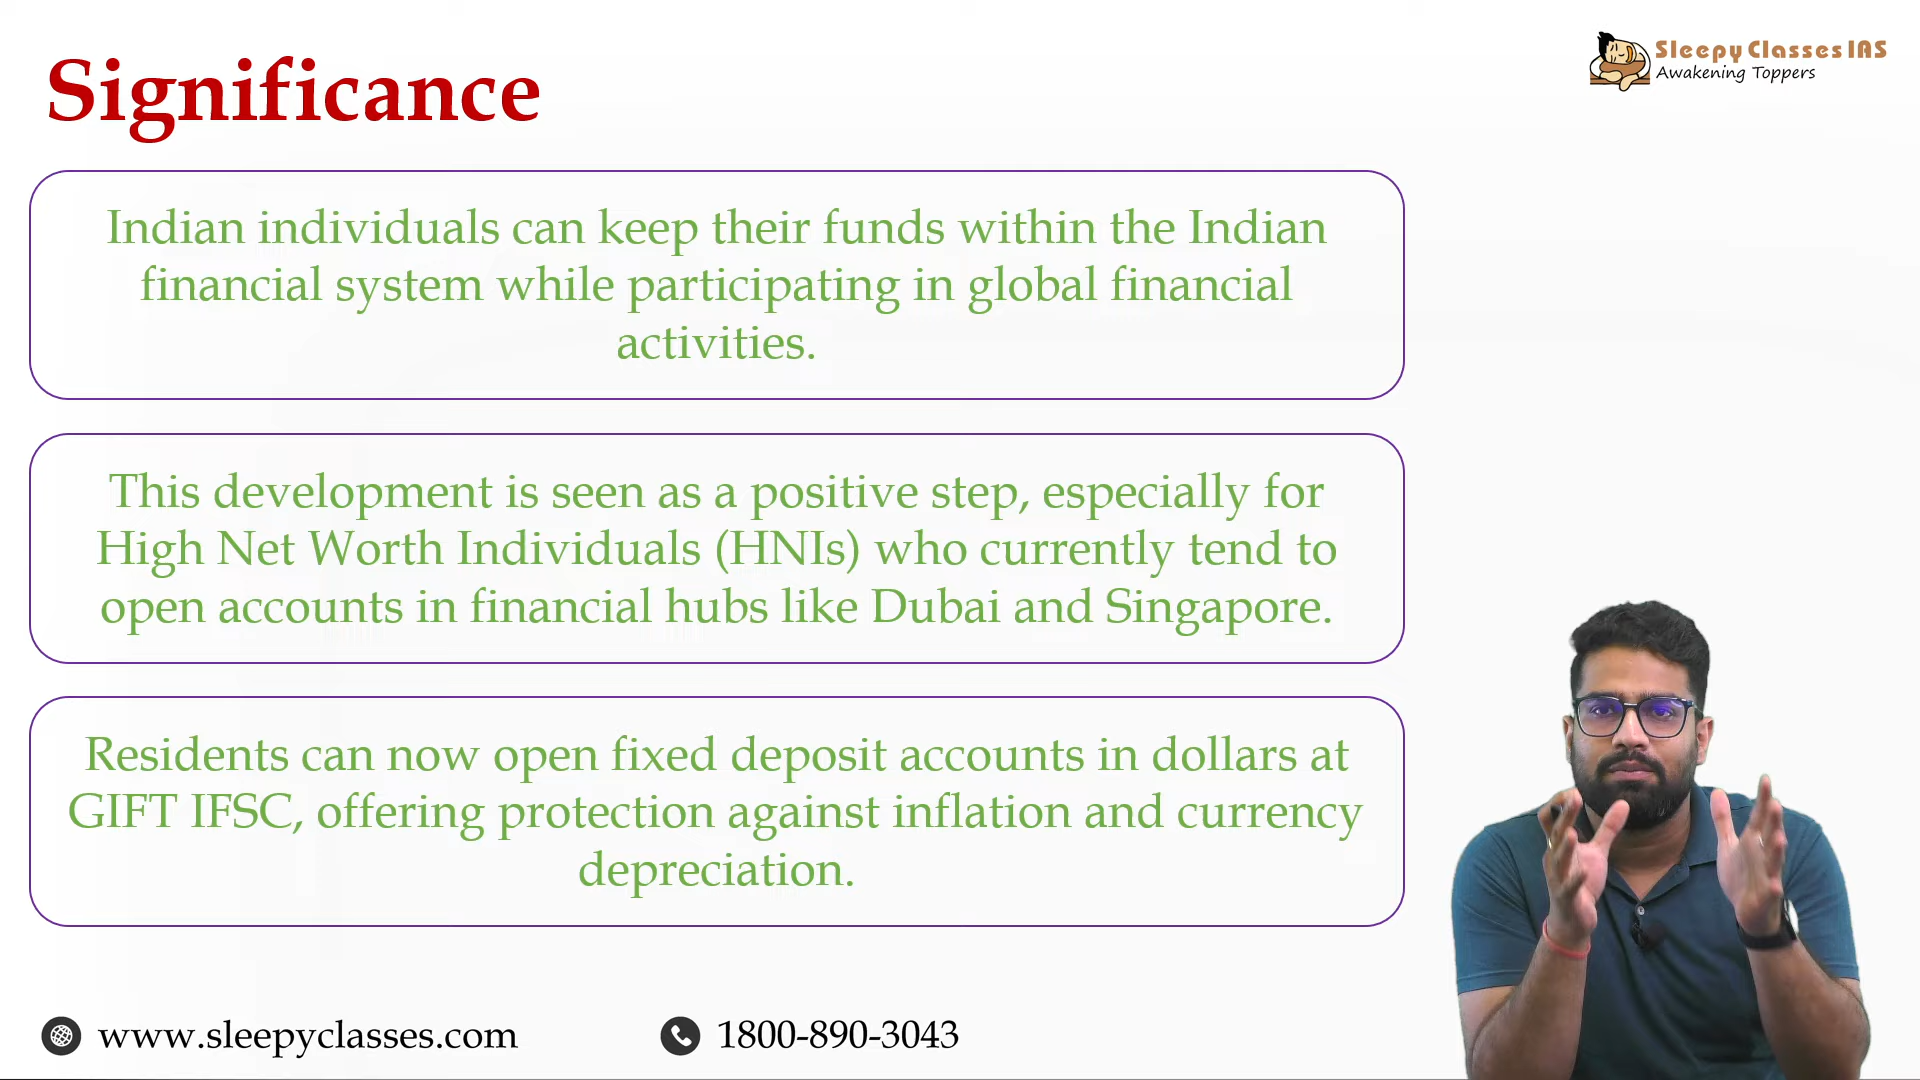 Significance
Sleepy Classes IAS
Awakening Toppers
Indian individuals can keep their funds within the Indian
financial system while participating in global financial
activities.
This development is seen as a positive step, especially for
High Net Worth Individuals (HNIs) who currently tend to
open accounts in financial hubs like Dubai and Singapore.
Residents can now open fixed deposit accounts in dollars at
GIFT IFSC, offering protection against inflation and currency
depreciation.
www.sleepyclasses.com
1800-890-3043